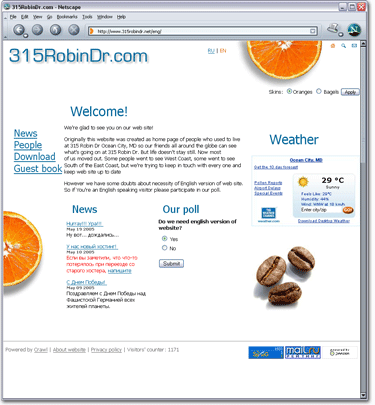 315RobinDr.com - Netscape
File Edit View Go Bookmarks Tools Window Help
http://www.315robindr.net/eng/
315RobinDr.com
RU | EN
Skins: Oranges Bagels Apply
Welcome!
We're glad to see you on our web site!
Originally this website was created as home page of people who used to live
at 315 Robin Dr. Ocean City, MD so our friends all around the globe can see
what's going on at 315 Robin Dr. But life doesn't stay still. Now most
of us moved out. Some people went to West Coast, some went to
South of the East Coast, but we're trying to keep in touch with every one and
keep web site up to date
However we have some doubts about necessity of English version of web site.
So if You're an English speaking visitor please participate in our poll.
News
People
Download
Guest book
News
Hurrash! Ура!!.
May 19 2005
Ну вот... дождались...
У нас новый хостинг!
May 10 2005
Если вы заметили, что что-то
потерялось при переезде со
старого хостера, напишите
С Днем Победы!
May 09 2005
Поздравляем с Днем Победы над
Фашистской Германией всех
жителей планеты.
Our poll
Do we need english version of
website?
Yes
No
Submit
Weather
Ocean City, MD
Get the 10 day forecast
Pollen Reports
Airport Delays
Special Events
29 °C
Sunny
Feels Like: 29°C
Humidity: 44%
Enter city/zip
GO
Download Desktop Weather
Powered by Crawl | About website | Privacy policy | Visitors' counter: 1171
mail.ru